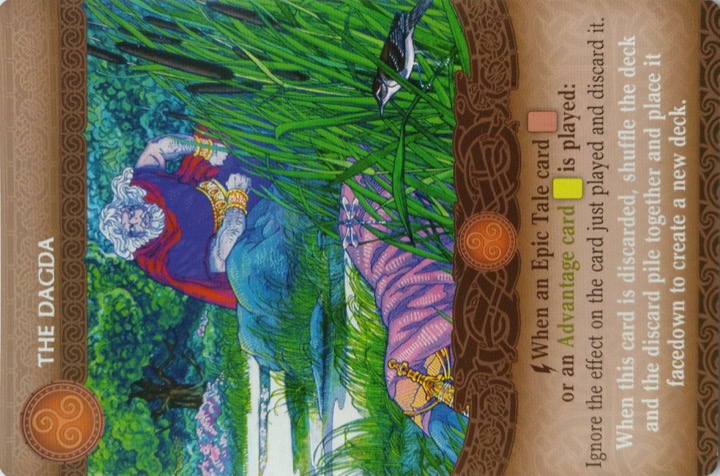 THE DAGDA
When an Epic Tale card
or an Advantage card is played:
Ignore the effect on the card just played and discard it.
When this card is discarded, shuffle the deck
and the discard pile together and place it
facedown to create a new deck.